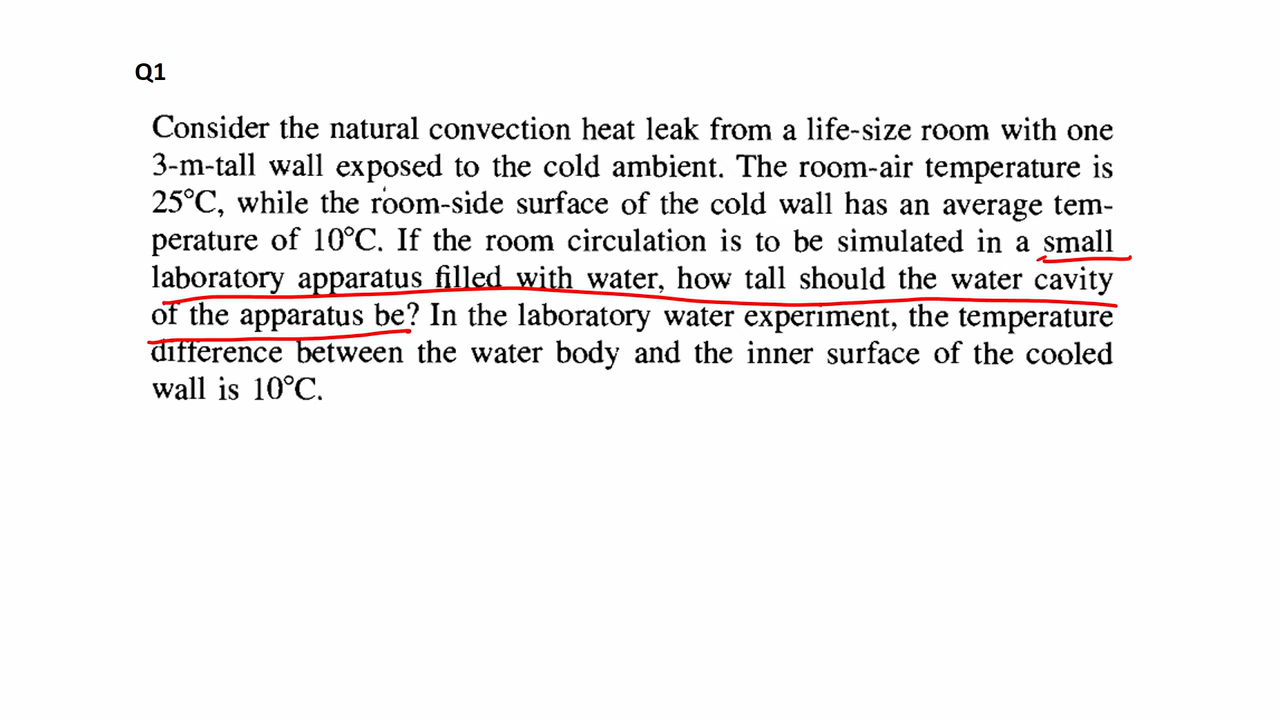 Q1
Consider the natural convection heat leak from a life-size room with one
3-m-tall wall exposed to the cold ambient. The room-air temperature is
25°C, while the room-side surface of the cold wall has an average tem-
perature of 10°C. If the room circulation is to be simulated in a small
laboratory apparatus filled with water, how tall should the water cavity
of the apparatus be? In the laboratory water experiment, the temperature
difference between the water body and the inner surface of the cooled
wall is 10°C.